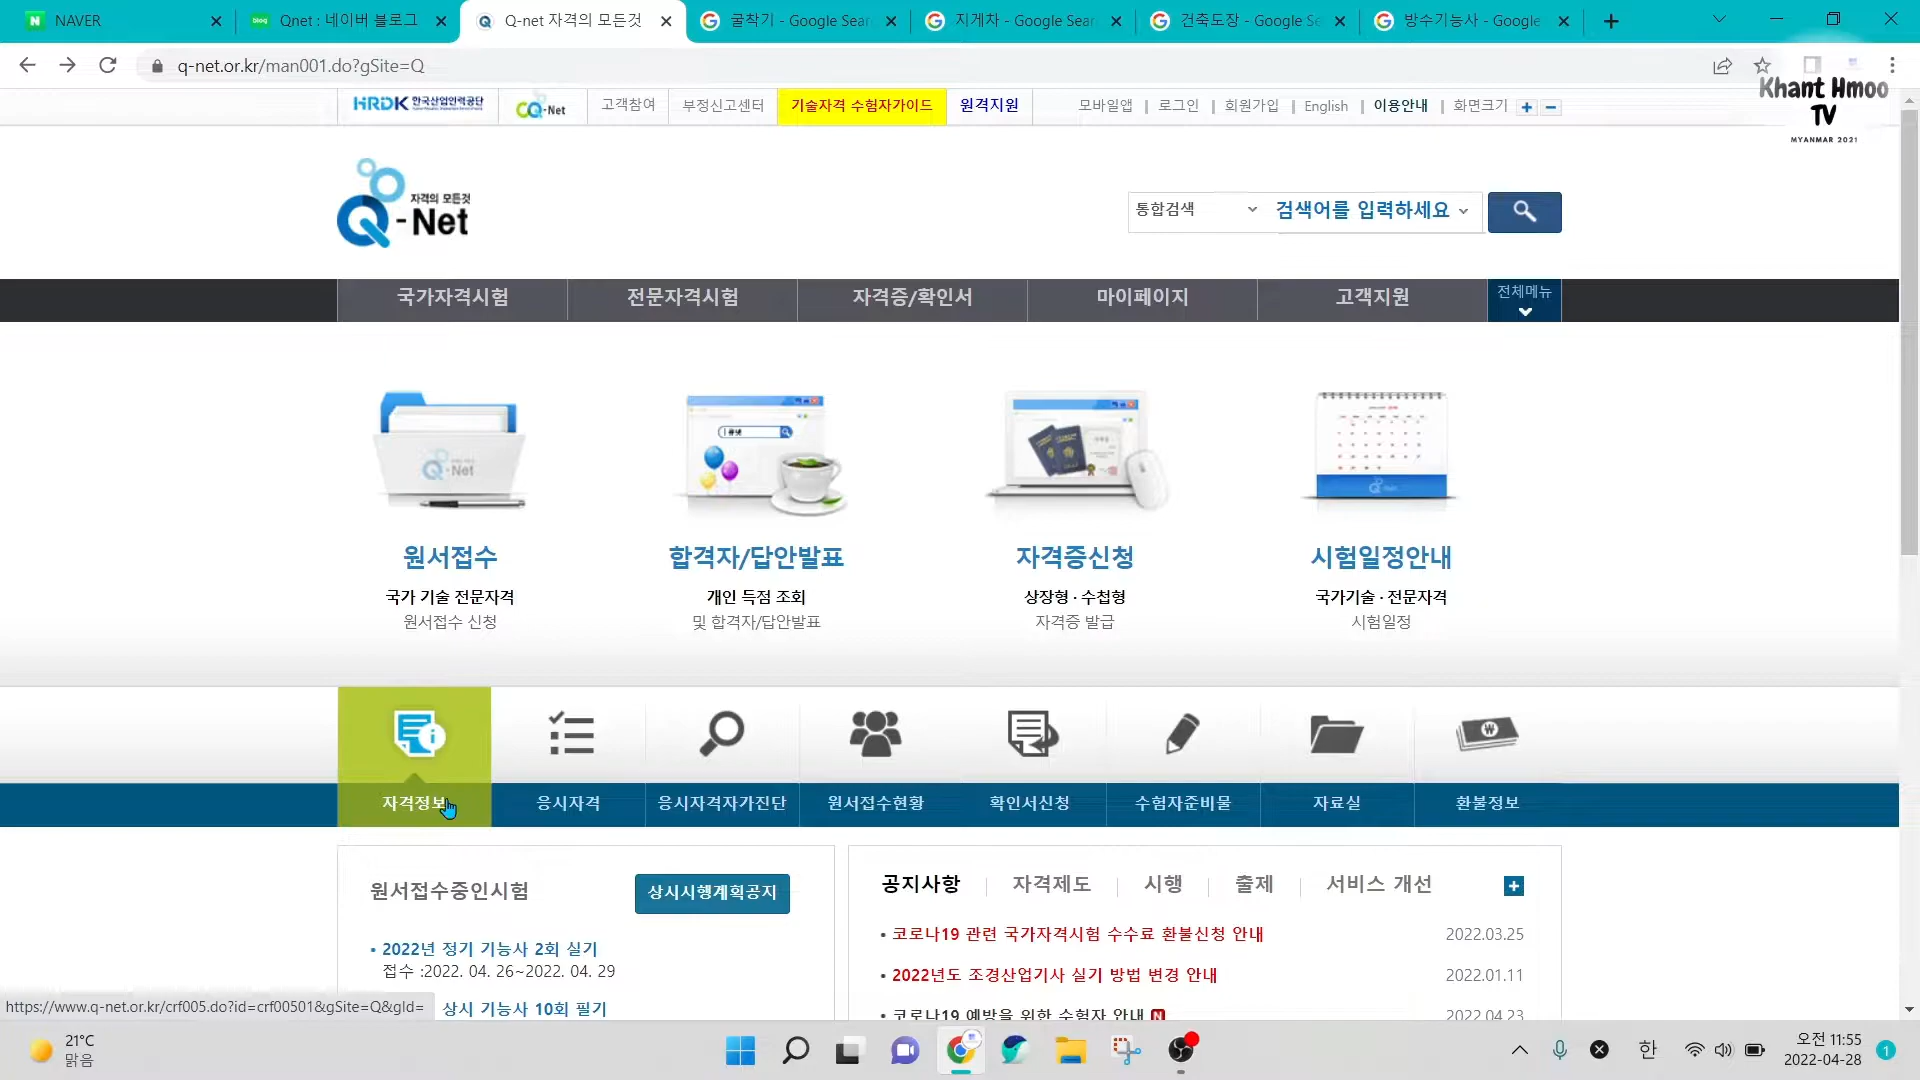 NAVER
Qnet : 네이버 블로그
Q-net 자격의 모든것
굴착기 - Google Sear
지게차 - Google Sear
건축도장 - Google Se
방수기능사 - Google
q-net.or.kr/man001.do?gSite=Q
Khant Hmoo
TV
MYANMAR 2021
HRDK 한국산업인력공단
CQ-Net
고객참여
부정신고센터
기술자격 수험자가이드
원격지원
모바일앱 | 로그인 | 회원가입 | English | 이용안내 | 화면크기
자격의 모든것
Q-Net
통합검색
검색어를 입력하세요
국가자격시험
전문자격시험
자격증/확인서
마이페이지
고객지원
전체메뉴
Q-Net
원서접수
합격자/답안발표
자격증신청
시험일정안내
국가 기술 전문자격
개인 득점 조회
상장형 · 수첩형
국가기술 · 전문자격
원서접수 신청
및 합격자/답안발표
자격증 발급
시험일정
자격정보
응시자격
응시자격자가진단
원서접수현황
확인서신청
수험자준비물
자료실
환불정보
원서접수중인시험
상시시행계획공지
• 2022년 정기 기능사 2회 실기
접수 :2022. 04. 26~2022. 04. 29
상시 기능사 10회 필기
공지사항
자격제도
시행
출제
서비스 개선
• 코로나19 관련 국가자격시험 수수료 환불신청 안내 2022.03.25
• 2022년도 조경산업기사 실기 방법 변경 안내 2022.01.11
• 코로나19 예방을 위한 수험자 안내 N 2022.04.23
https://www.q-net.or.kr/crf005.do?id=crf00501&gSite=Q&gId=
21°C
맑음
한
오전 11:55
2022-04-28
1